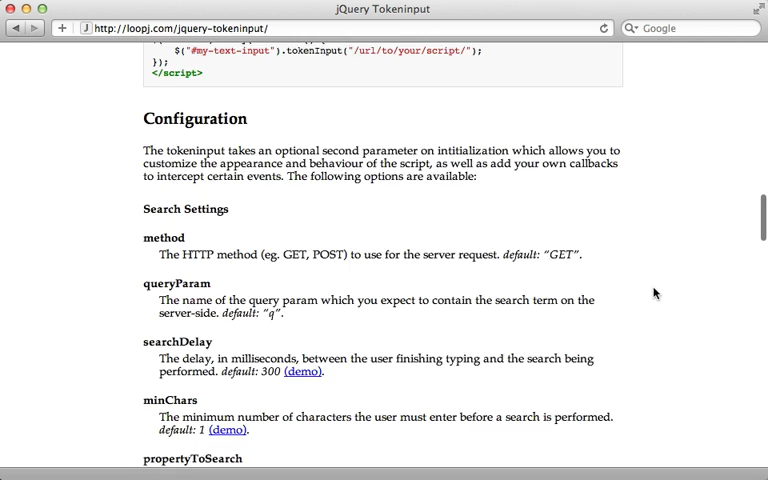 jQuery Tokeninput
http://loopj.com/jquery-tokeninput/
Google
$("#my-text-input").tokenInput("/url/to/your/script/");
});
</script>
Configuration
The tokeninput takes an optional second parameter on intitialization which allows you to
customize the appearance and behaviour of the script, as well as add your own callbacks
to intercept certain events. The following options are available:
Search Settings
method
The HTTP method (eg. GET, POST) to use for the server request. default: “GET”.
queryParam
The name of the query param which you expect to contain the search term on the
server-side. default: “q”.
searchDelay
The delay, in milliseconds, between the user finishing typing and the search being
performed. default: 300 (demo).
minChars
The minimum number of characters the user must enter before a search is performed.
default: 1 (demo).
propertyToSearch